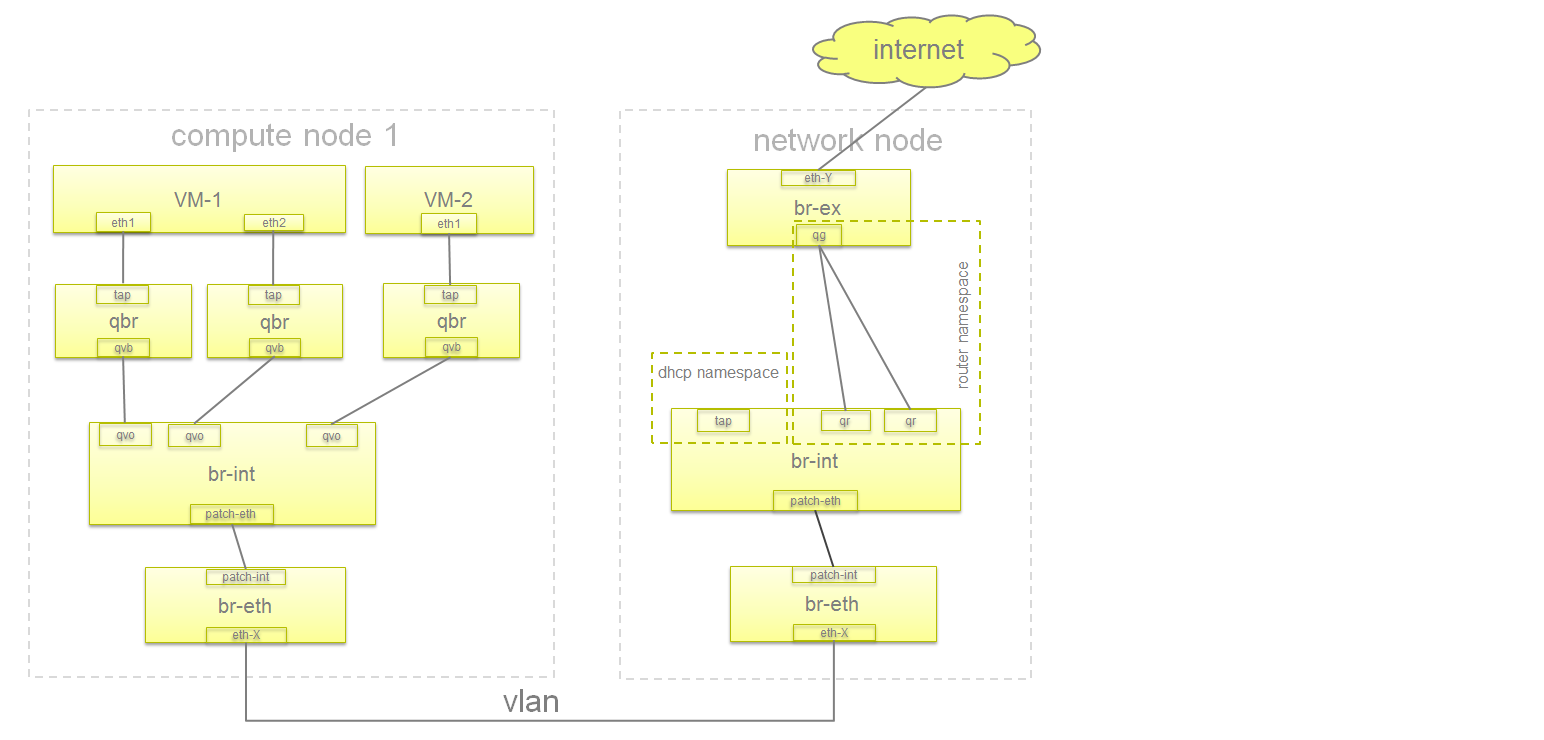 internet
compute node 1
VM-1
eth1
eth2
VM-2
eth1
tap
qbr
qvb
tap
qbr
qvb
tap
qbr
qvb
qvo
qvo
qvo
br-int
patch-eth
patch-int
br-eth
eth-X
vlan
network node
eth-Y
br-ex
qg
router namespace
dhcp namespace
tap
qr
qr
br-int
patch-eth
patch-int
br-eth
eth-X